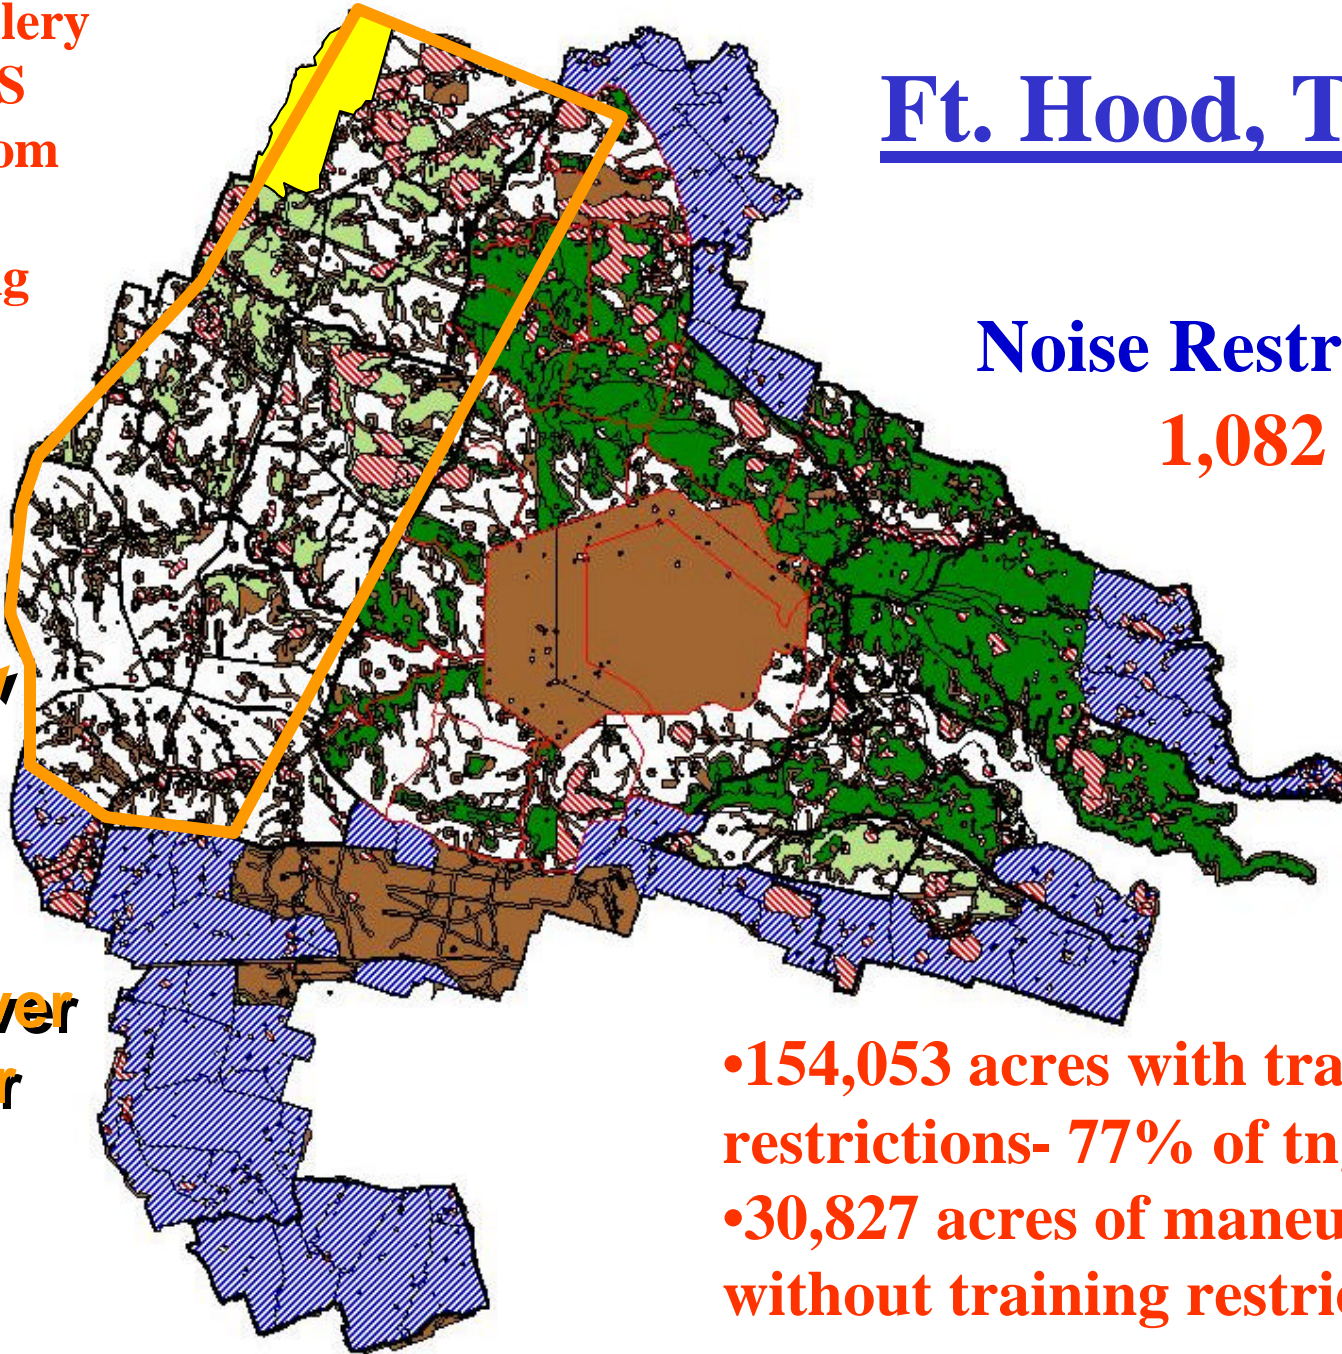 lery
S
om
g
Ft. Hood, T
Noise Restr
1,082
ver
r
•154,053 acres with tra
restrictions- 77% of tn
•30,827 acres of maneu
without training restric